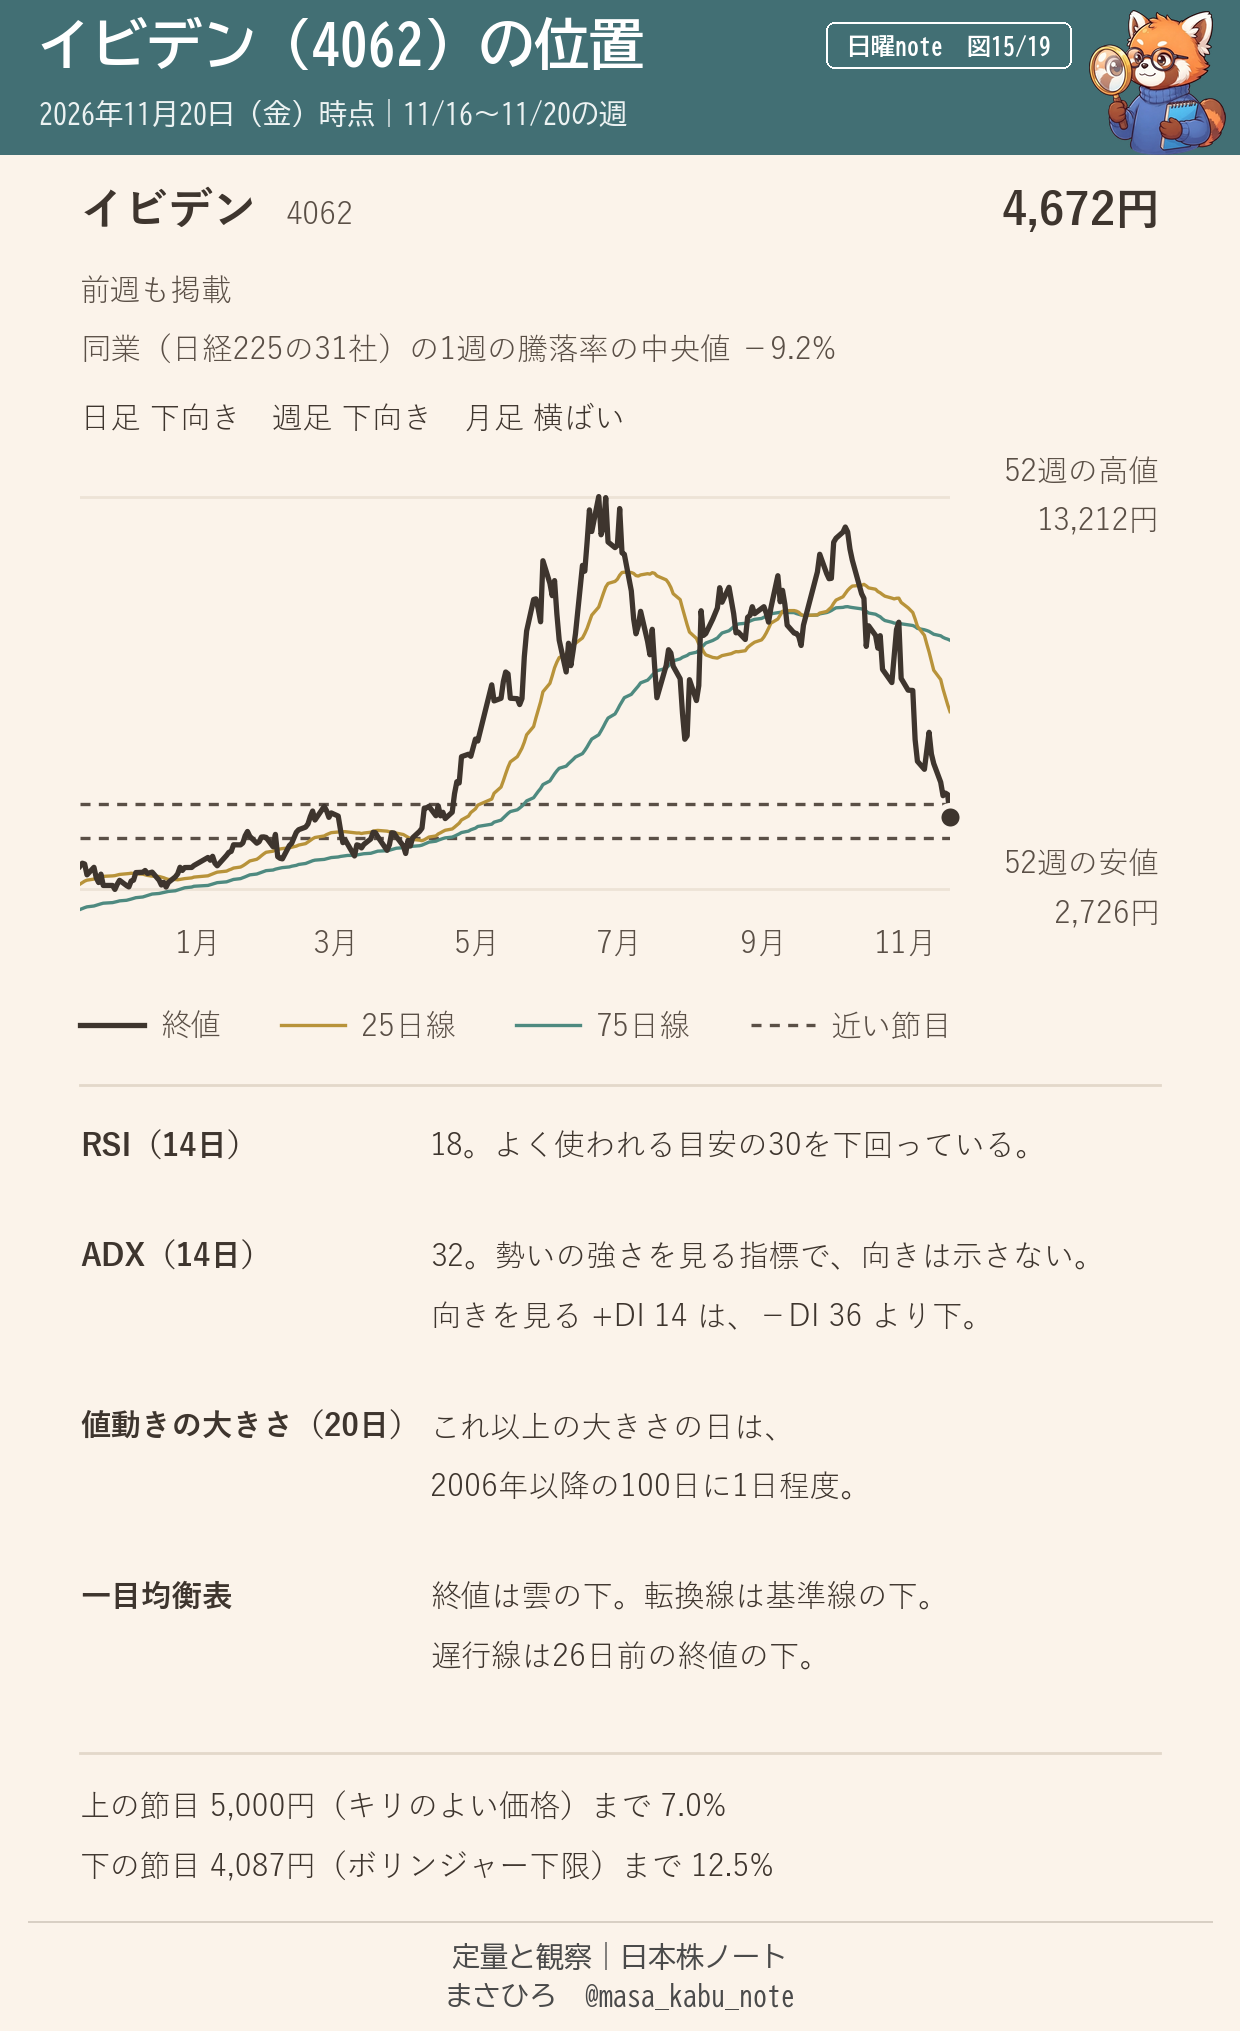 イビデン（4062）の位置
日曜note 図15/19
2026年11月20日（金）時点｜11/16〜11/20の週
イビデン 4062
4,672円
前週も掲載
同業（日経225の31社）の1週の騰落率の中央値 −9.2%
日足 下向き 週足 下向き 月足 横ばい
52週の高値
13,212円
52週の安値
2,726円
1月 3月 5月 7月 9月 11月
終値 25日線 75日線 近い節目
RSI（14日） 18。よく使われる目安の30を下回っている。
ADX（14日） 32。勢いの強さを見る指標で、向きは示さない。
向きを見る +DI 14 は、−DI 36 より下。
値動きの大きさ（20日） これ以上の大きさの日は、
2006年以降の100日に1日程度。
一目均衡表 終値は雲の下。転換線は基準線の下。
遅行線は26日前の終値の下。
上の節目 5,000円（キリのよい価格）まで 7.0%
下の節目 4,087円（ボリンジャー下限）まで 12.5%
定量と観察｜日本株ノート
まさひろ @masa_kabu_note